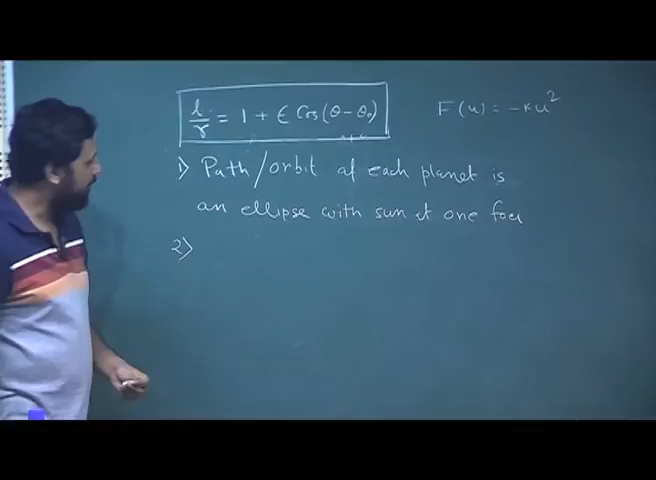 l/r = 1 + ϵ Cos(θ - θ₀)
F(u) = -Ku²
1) Path/orbit of each planet is
an ellipse with sun at one foci
2)